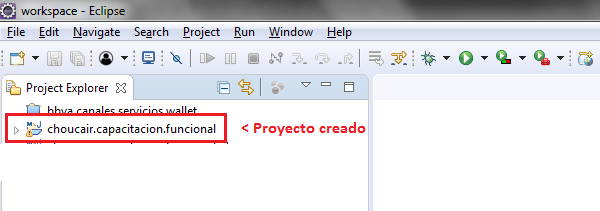 workspace - Eclipse
File Edit Navigate Search Project Run Window Help
Project Explorer
bbva.canales.servicios.wallet
choucair.capacitacion.funcional < Proyecto creado